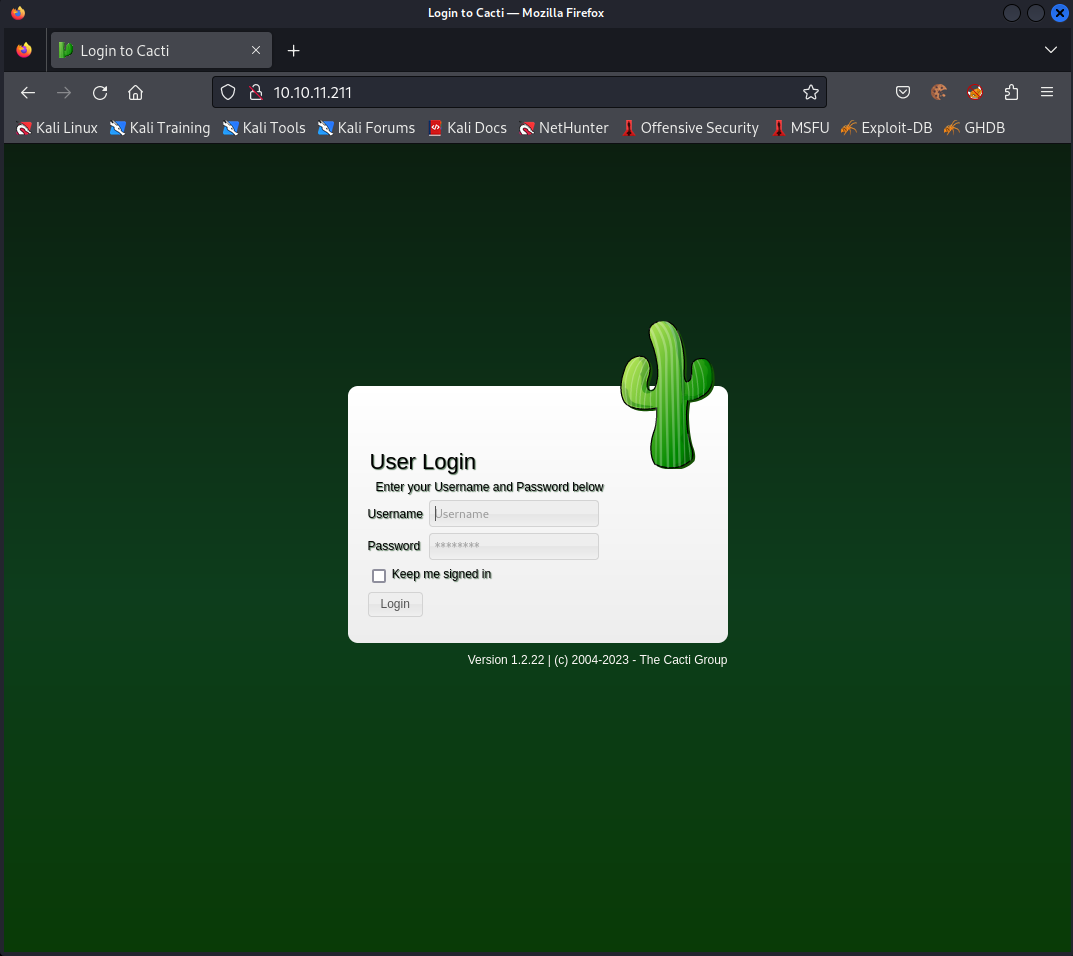 Login to Cacti — Mozilla Firefox
Login to Cacti
10.10.11.211
Kali Linux Kali Training Kali Tools Kali Forums Kali Docs NetHunter Offensive Security MSFU Exploit-DB GHDB
User Login
Enter your Username and Password below
Username Username
Password ********
Keep me signed in
Login
Version 1.2.22 | (c) 2004-2023 - The Cacti Group